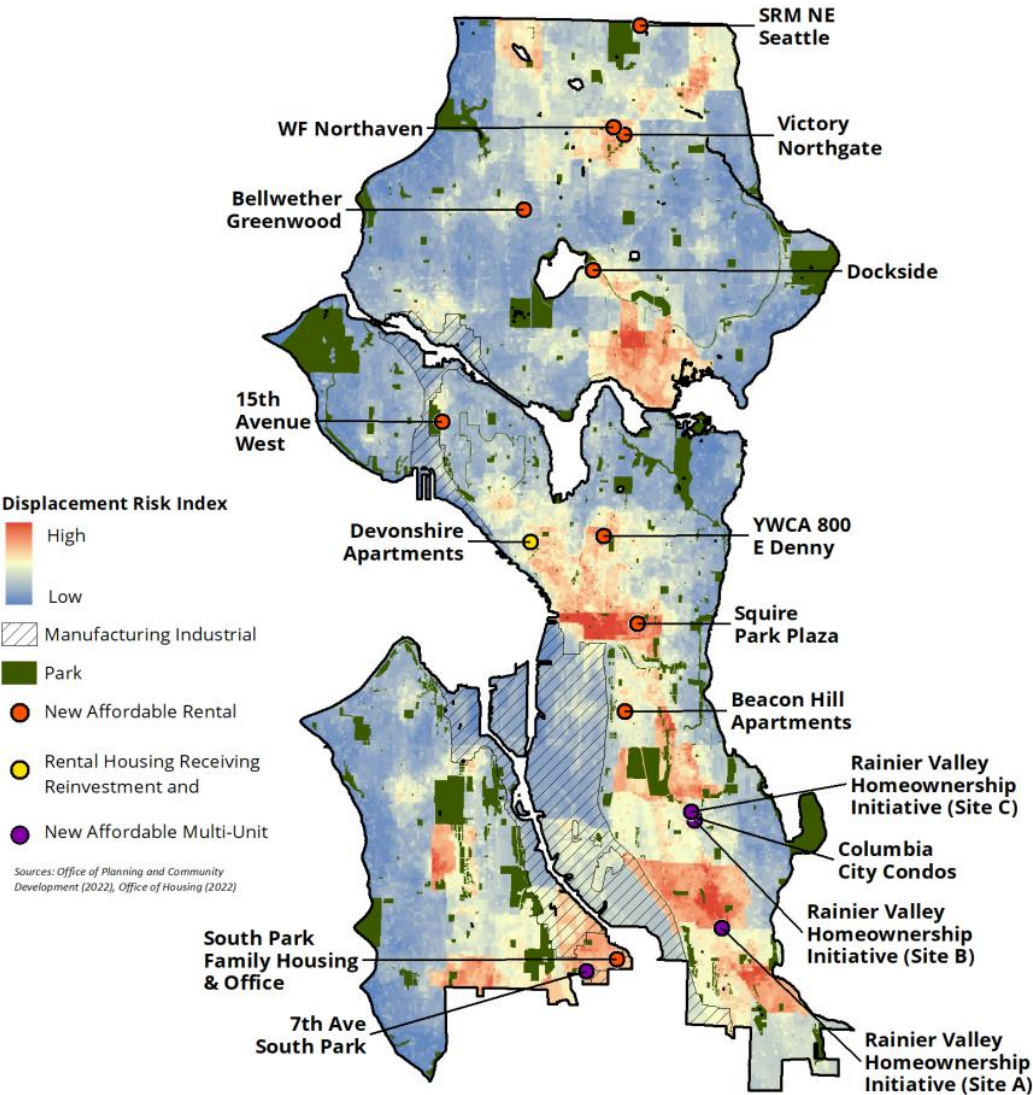 SRM NE
Seattle
WF Northaven
Victory
Northgate
Bellwether
Greenwood
Dockside
15th
Avenue
West
Displacement Risk Index
High
Low
Manufacturing Industrial
Park
New Affordable Rental
Rental Housing Receiving
Reinvestment and
New Affordable Multi-Unit
Sources: Office of Planning and Community
Development (2022), Office of Housing (2022)
Devonshire
Apartments
YWCA 800
E Denny
Squire
Park Plaza
Beacon Hill
Apartments
Rainier Valley
Homeownership
Initiative (Site C)
Columbia
City Condos
Rainier Valley
Homeownership
Initiative (Site B)
South Park
Family Housing
& Office
7th Ave
South Park
Rainier Valley
Homeownership
Initiative (Site A)